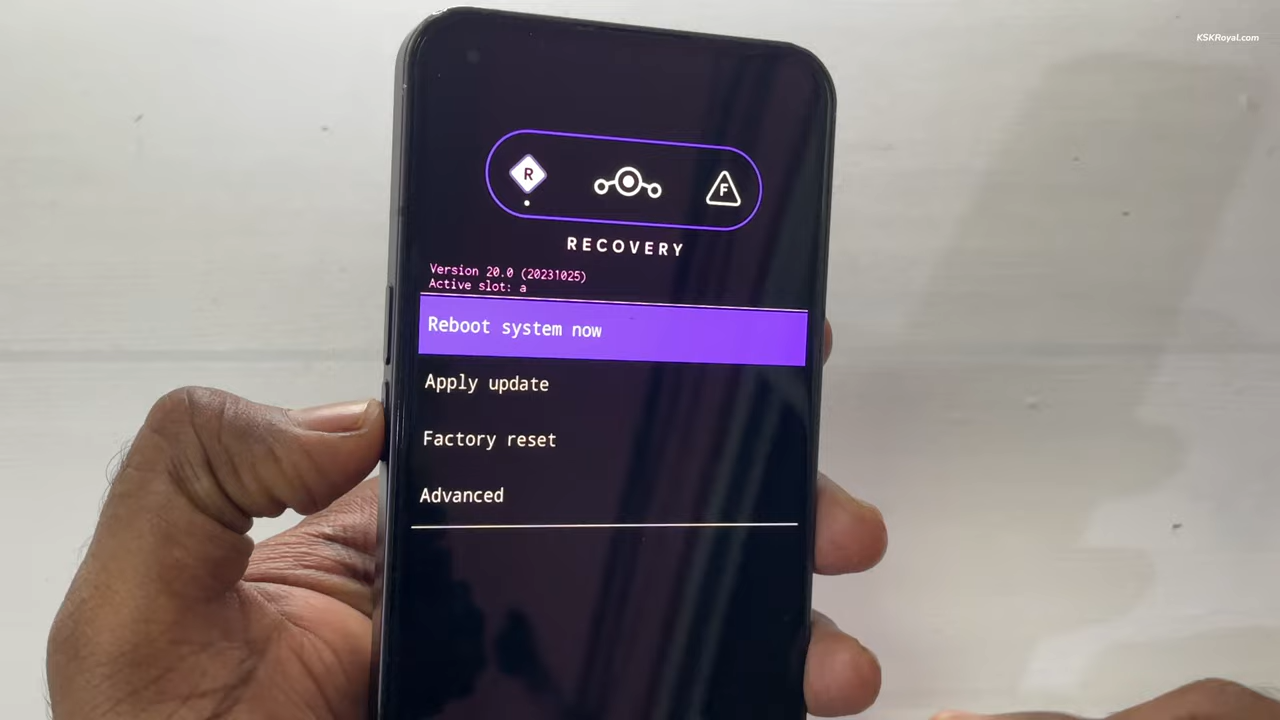 KSKRoyal.com
R
F
RECOVERY
Version 20.0 (20231025)
Active slot: a
Reboot system now
Apply update
Factory reset
Advanced